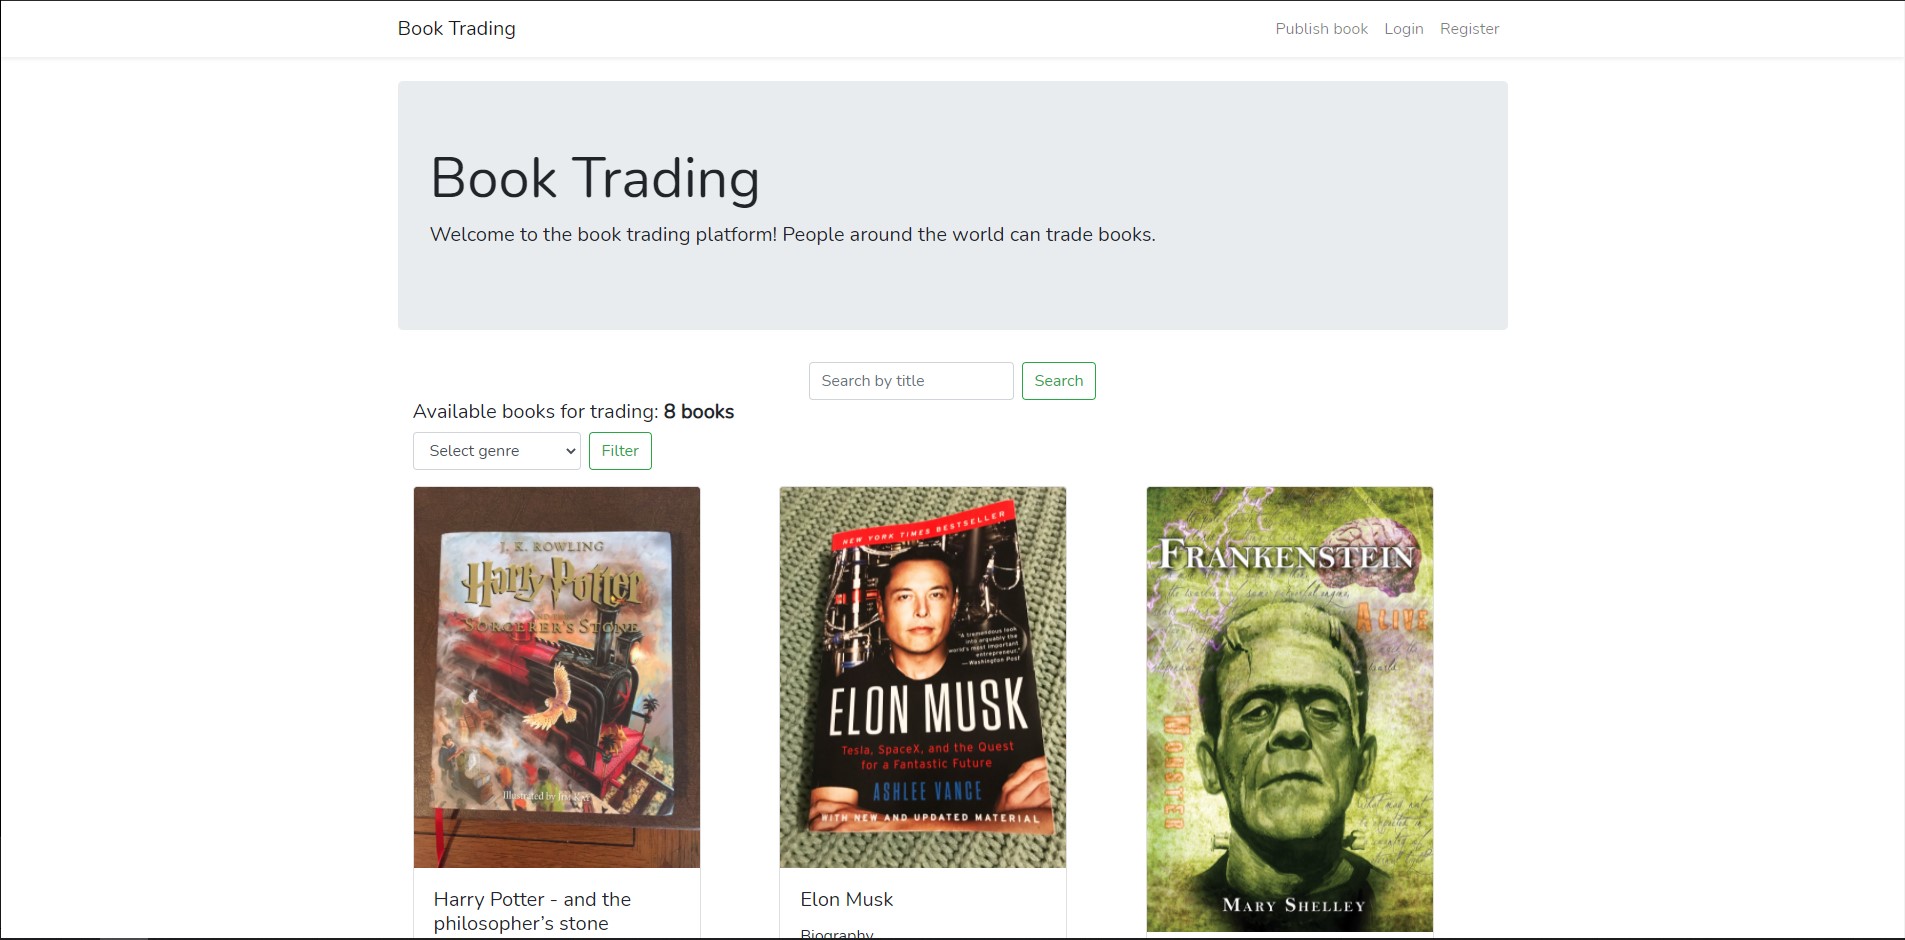 Book Trading
Publish book Login Register
Book Trading
Welcome to the book trading platform! People around the world can trade books.
Search by title
Search
Available books for trading: 8 books
Select genre
Filter
J. K. ROWLING
Harry Potter
SORCERER'S STONE
Illustrated by Jim Kay
NEW YORK TIMES BESTSELLER
"A tremendous look
into arguably the
world's most important
entrepreneur."
—Washington Post
ELON MUSK
Tesla, SpaceX, and the Quest
for a Fantastic Future
ASHLEE VANCE
WITH NEW AND UPDATED MATERIAL
FRANKENSTEIN
ALIVE
MONSTER
MARY SHELLEY
Harry Potter - and the
philosopher's stone
Elon Musk
Biography